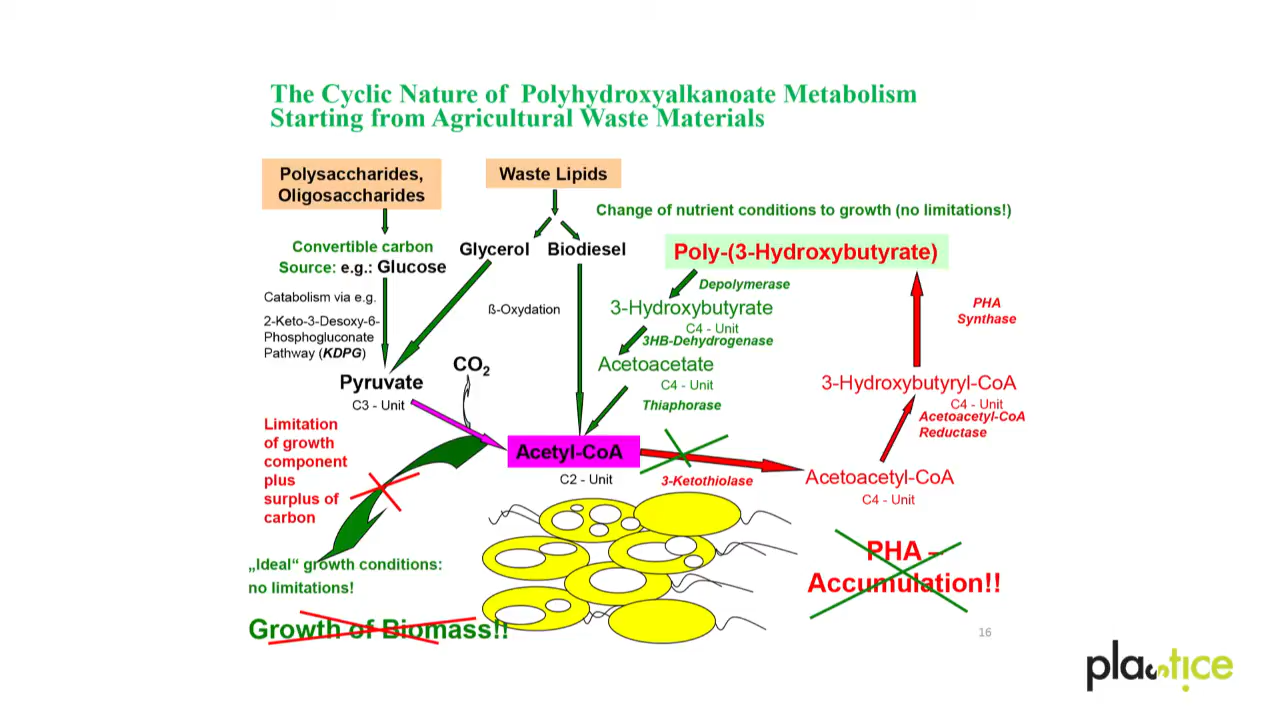 The Cyclic Nature of Polyhydroxyalkanoate Metabolism
Starting from Agricultural Waste Materials
Polysaccharides,
Oligosaccharides
Waste Lipids
Change of nutrient conditions to growth (no limitations!)
Convertible carbon
Source: e.g.: Glucose
Glycerol
Biodiesel
Poly-(3-Hydroxybutyrate)
Catabolism via e.g.
2-Keto-3-Desoxy-6-
Phosphogluconate
Pathway (KDPG)
ß-Oxydation
Depolymerase
3-Hydroxybutyrate
C4 - Unit
3HB-Dehydrogenase
Acetoacetate
C4 - Unit
Thiaphorase
PHA
Synthase
CO2
Pyruvate
C3 - Unit
3-Hydroxybutyryl-CoA
C4 - Unit
Acetoacetyl-CoA
Reductase
Limitation
of growth
component
plus
surplus of
carbon
Acetyl-CoA
C2 - Unit
3-Ketothiolase
Acetoacetyl-CoA
C4 - Unit
„Ideal“ growth conditions:
no limitations!
Growth of Biomass!!
PHA –
Accumulation!!
16
plastice